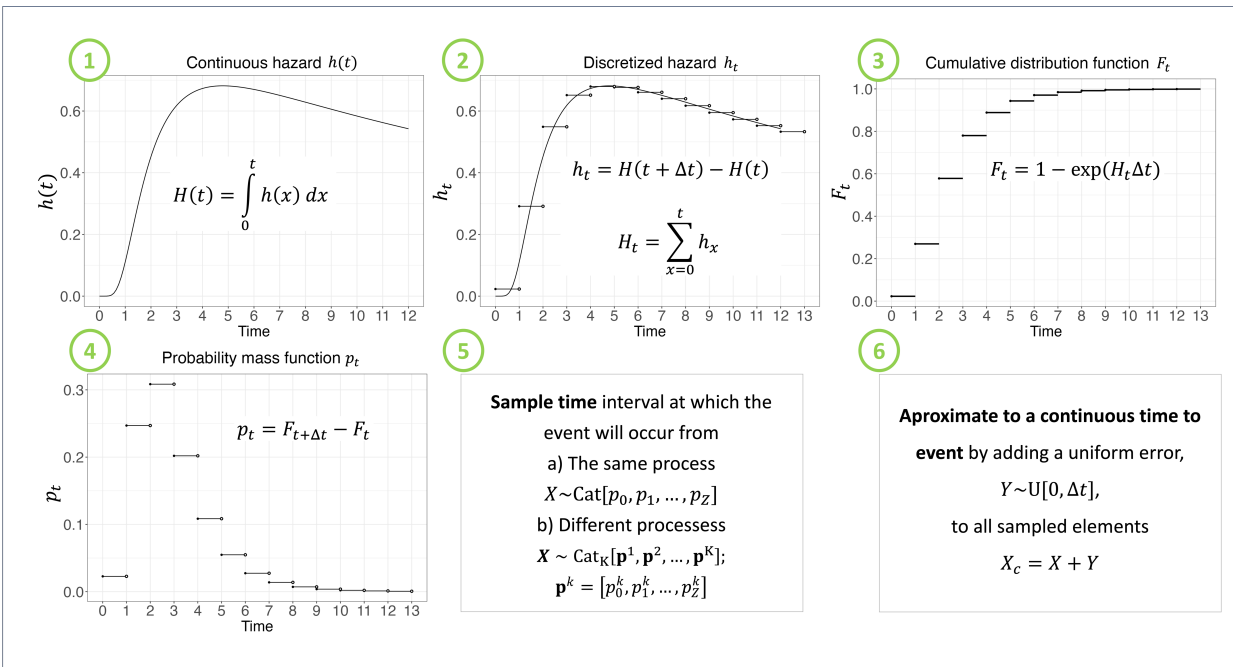 1
Continuous hazard h(t)
h(t)
0.6
0.4
0.2
0.0
H(t) = ∫₀ᵗ h(x) dx
0 1 2 3 4 5 6 7 8 9 10 11 12
Time
2
Discretized hazard hₜ
hₜ
0.6
0.4
0.2
0.0
hₜ = H(t + Δt) − H(t)
Hₜ = ∑ₓ₌₀ᵗ hₓ
0 1 2 3 4 5 6 7 8 9 10 11 12 13
Time
3
Cumulative distribution function Fₜ
Fₜ
1.0
0.8
0.6
0.4
0.2
0.0
Fₜ = 1 − exp(HₜΔt)
0 1 2 3 4 5 6 7 8 9 10 11 12 13
Time
4
Probability mass function pₜ
pₜ
0.3
0.2
0.1
0.0
pₜ = F_{t+Δt} − Fₜ
0 1 2 3 4 5 6 7 8 9 10 11 12 13
Time
5
Sample time interval at which the
event will occur from
a) The same process
X~Cat[p₀, p₁, … , p_Z]
b) Different processess
X ~ Cat_K[p¹, p², … , p^K];
p^k = [p₀^k, p₁^k, … , p_Z^k]
6
Aproximate to a continuous time to
event by adding a uniform error,
Y~U[0, Δt],
to all sampled elements
X_c = X + Y